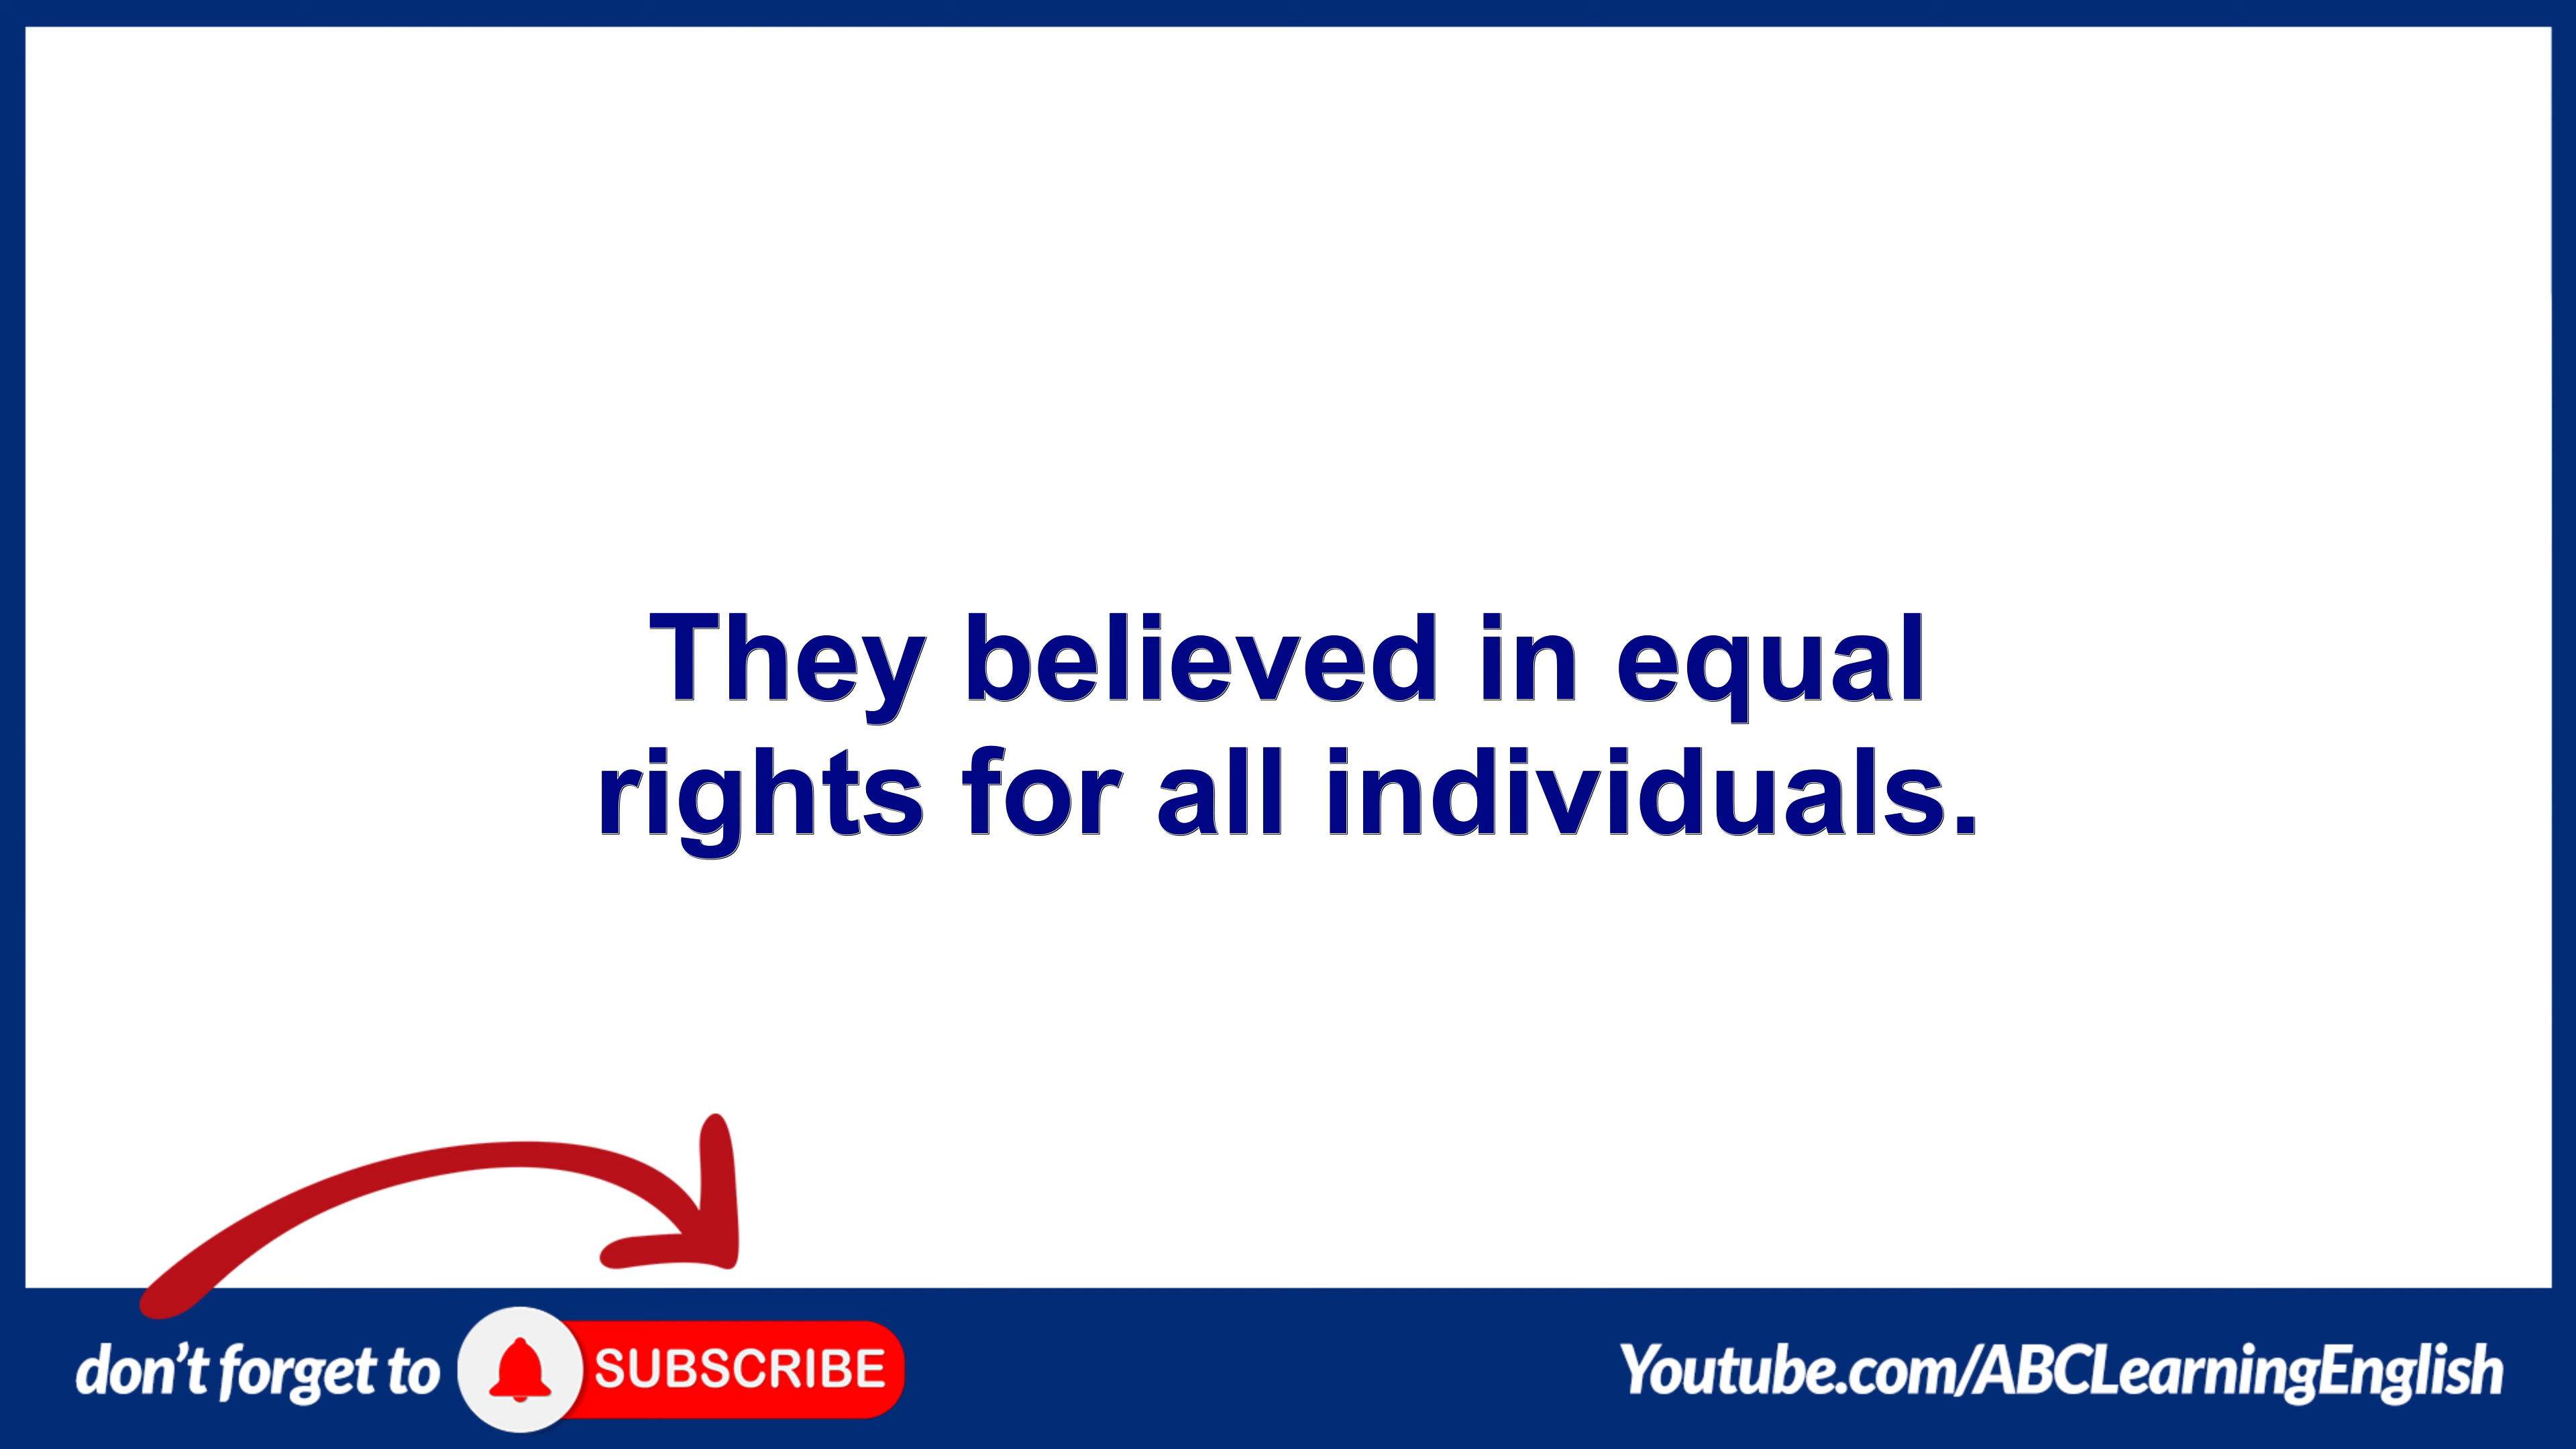 They believed in equal
rights for all individuals.
don't forget to SUBSCRIBE
Youtube.com/ABCLearningEnglish